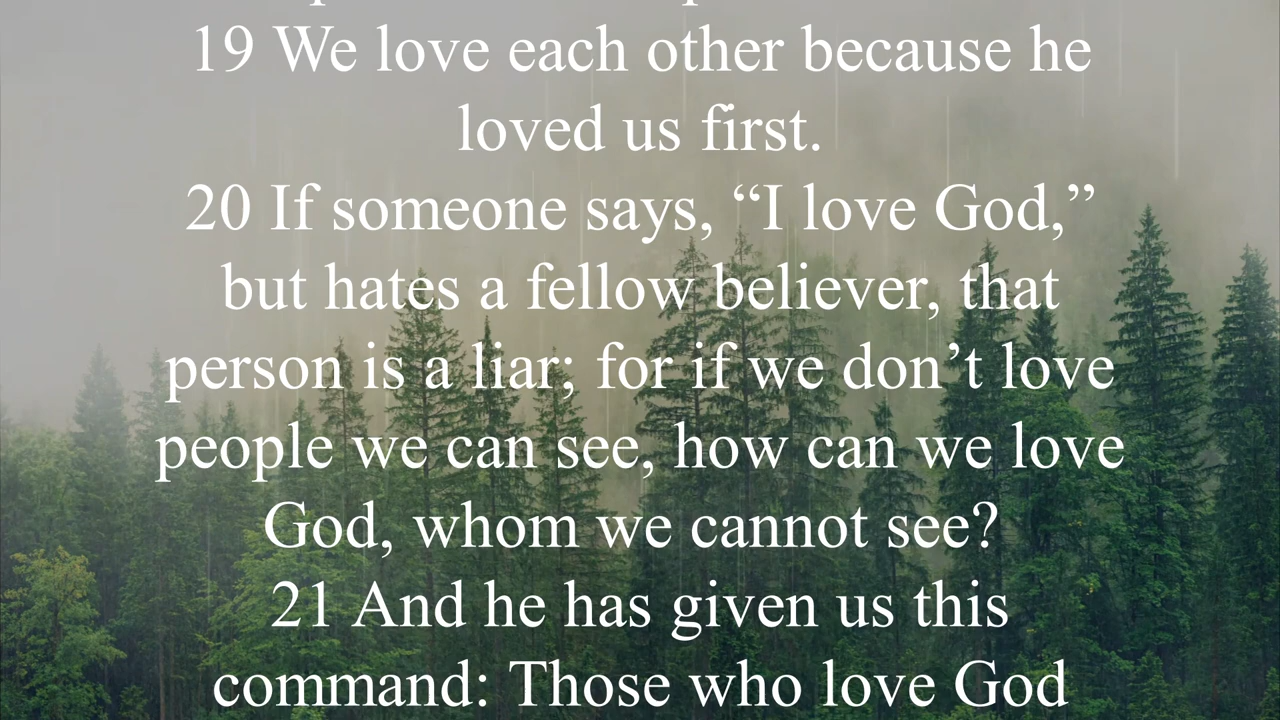 19 We love each other because he
loved us first.
20 If someone says, “I love God,”
but hates a fellow believer, that
person is a liar; for if we don’t love
people we can see, how can we love
God, whom we cannot see?
21 And he has given us this
command: Those who love God